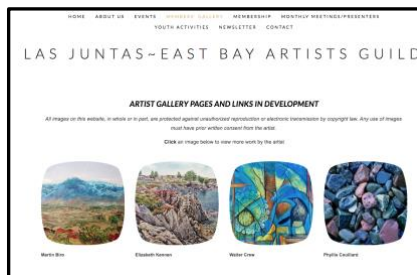 HOME ABOUT US EVENTS MEMBERS GALLERY MEMBERSHIP MONTHLY MEETINGS/PRESENTERS
YOUTH ACTIVITIES NEWSLETTER CONTACT
LAS JUNTAS~EAST BAY ARTISTS GUILD
ARTIST GALLERY PAGES AND LINKS IN DEVELOPMENT
All images on this website, in whole or in part, are protected against unauthorized reproduction or electronic transmission by copyright law. Any use of images
must have prior written consent from the artist.
Click an image below to view more work by the artist
Martin Biro Elizabeth Kennen Walter Crew Phyllis